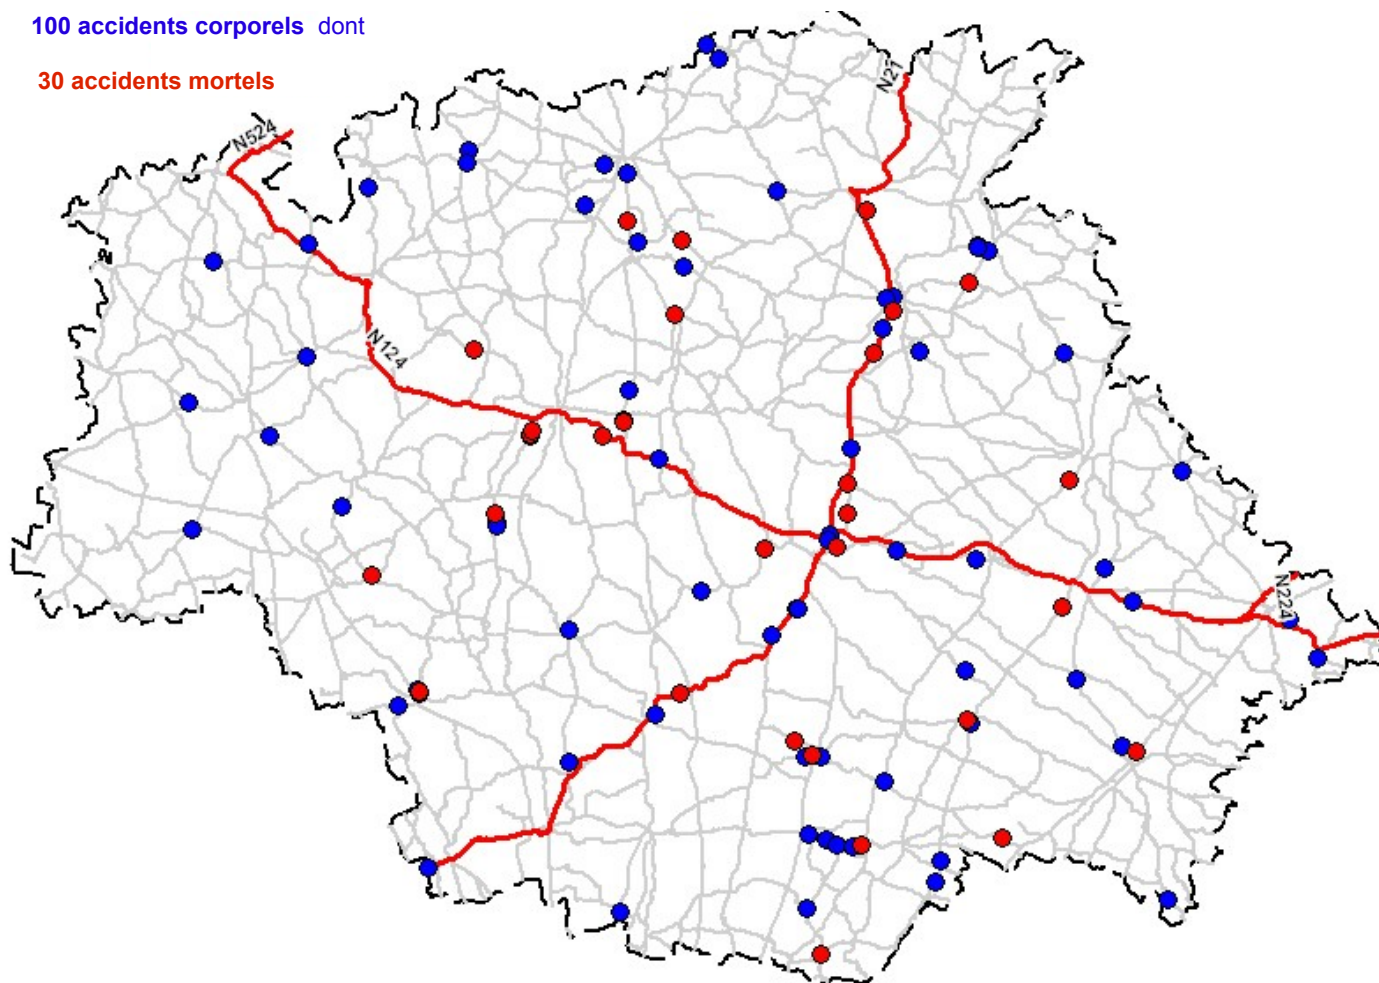 100 accidents corporels dont
30 accidents mortels
N21
N524
N124
N224